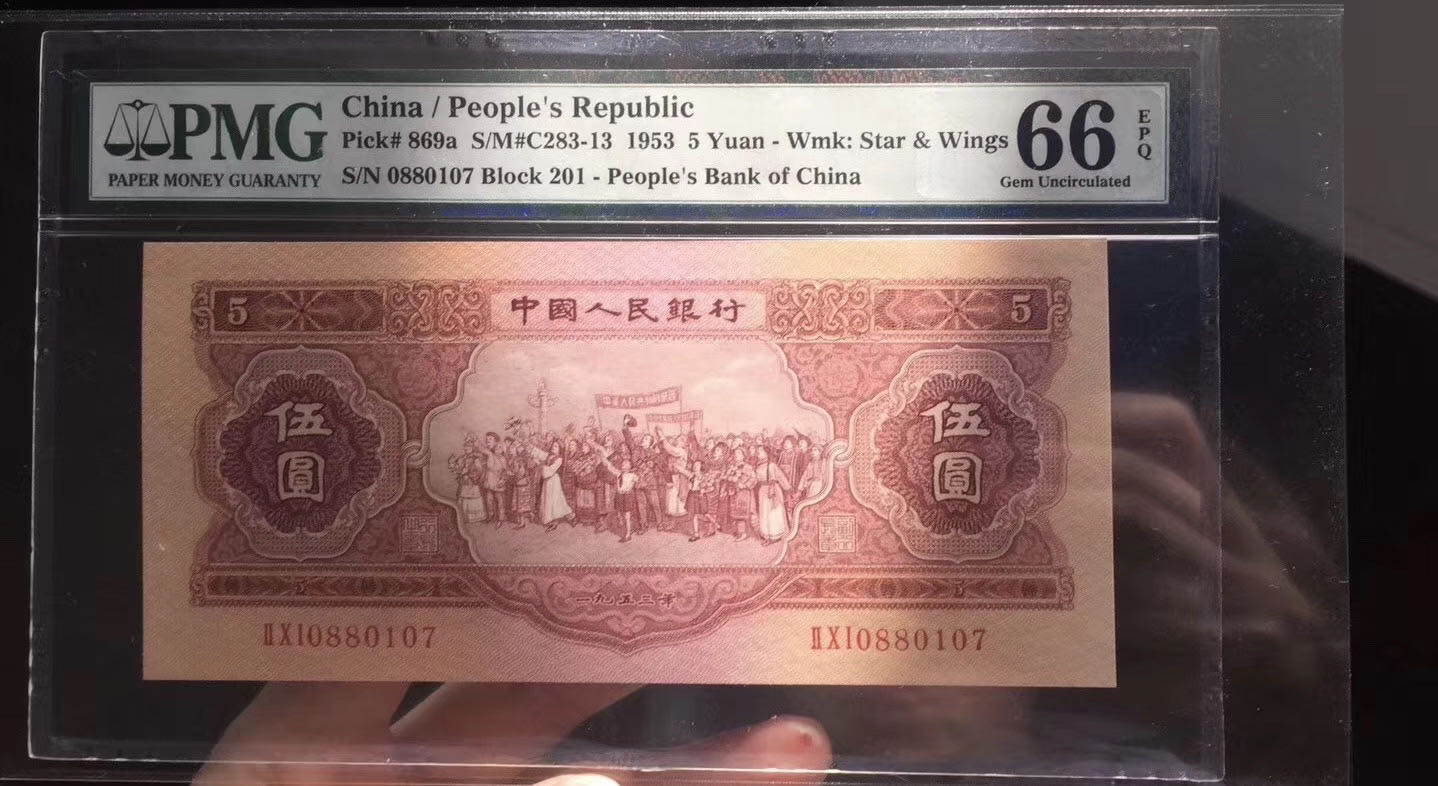 PMG
PAPER MONEY GUARANTY
China / People's Republic
Pick# 869a S/M#C283-13 1953 5 Yuan - Wmk: Star & Wings
S/N 0880107 Block 201 - People's Bank of China
66 EPQ
Gem Uncirculated
5 中國人民銀行 5
伍圓
伍圓
5 5
一九五三年
ⅡⅩⅠ0880107 ⅡⅩⅠ0880107